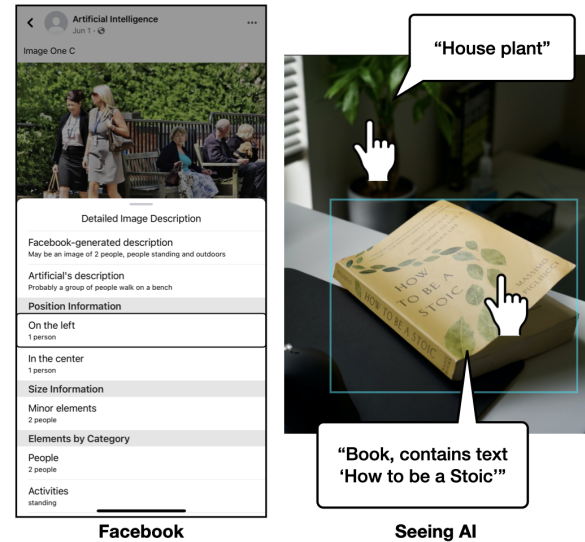 Artificial Intelligence
Jun 1 ·
Image One C
Detailed Image Description
Facebook-generated description
May be an image of 2 people, people standing and outdoors
Artificial's description
Probably a group of people walk on a bench
Position Information
On the left
1 person
In the center
1 person
Size Information
Minor elements
2 people
Elements by Category
People
2 people
Activities
standing
Facebook
“House plant”
HOW
TO BE A
STOIC
MASSIMO
PIGLIUCCI
HOW TO BE A STOIC
“Book, contains text
‘How to be a Stoic’”
Seeing AI